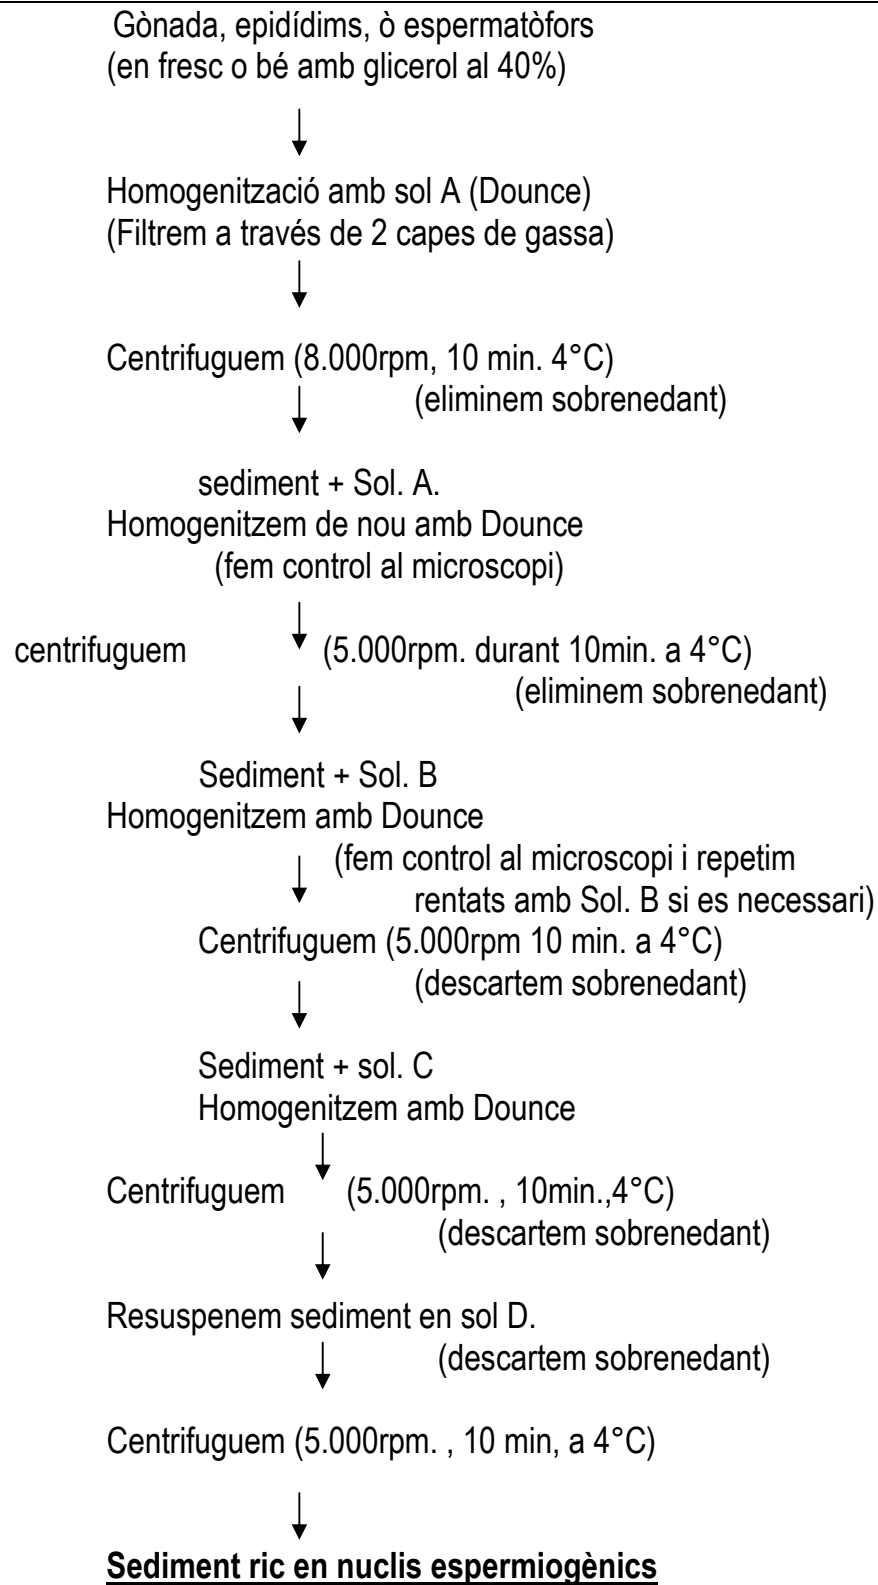 Gònada, epidídims, ò espermatòfors
(en fresc o bé amb glicerol al 40%)
Homogenització amb sol A (Dounce)
(Filtrem a través de 2 capes de gassa)
Centrifuguem (8.000rpm, 10 min. 4°C)
(eliminem sobrenedant)
sediment + Sol. A.
Homogenitzem de nou amb Dounce
(fem control al microscopi)
centrifuguem (5.000rpm. durant 10min. a 4°C)
(eliminem sobrenedant)
Sediment + Sol. B
Homogenitzem amb Dounce
(fem control al microscopi i repetim
rentats amb Sol. B si es necessari)
Centrifuguem (5.000rpm 10 min. a 4°C)
(descartem sobrenedant)
Sediment + sol. C
Homogenitzem amb Dounce
Centrifuguem (5.000rpm. , 10min.,4°C)
(descartem sobrenedant)
Resuspenem sediment en sol D.
(descartem sobrenedant)
Centrifuguem (5.000rpm. , 10 min, a 4°C)
Sediment ric en nuclis espermiogènics